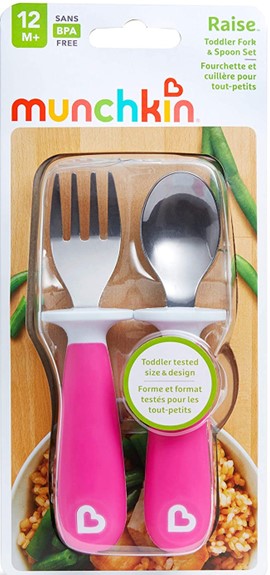 12
M+
SANS
BPA
FREE
Raise™
Toddler Fork
& Spoon Set
Fourchette et
cuillère pour
tout-petits
munchkin®
Toddler tested
size & design
Forme et format
testés pour les
tout-petits